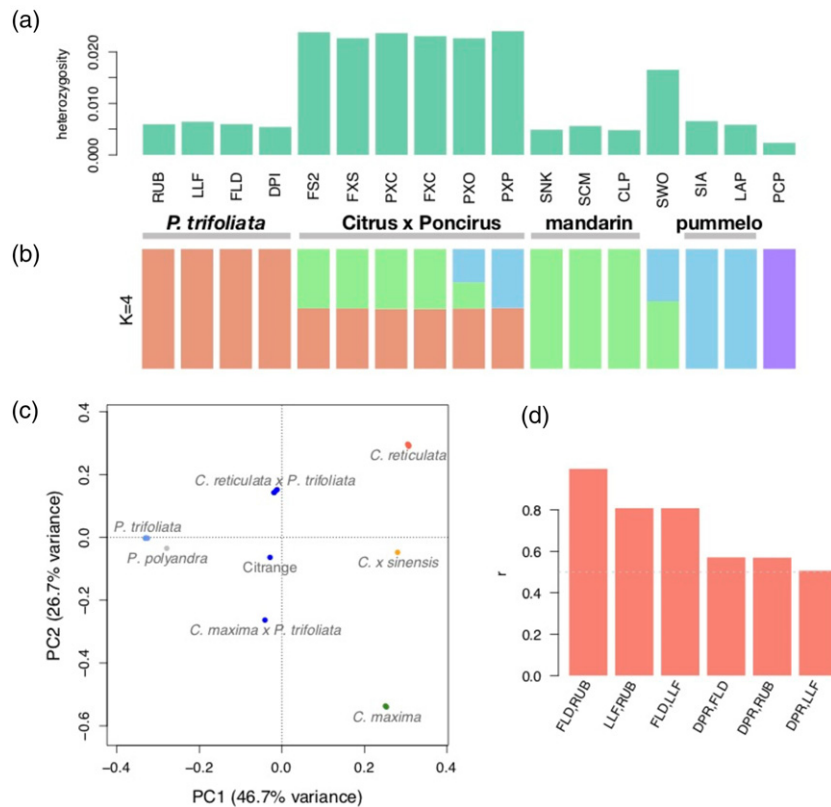 (a)
heterozygosity
0.020
0.010
0.000
RUB LLF FLD DPI FS2 FXS PXC FXC PXO PXP SNK SCM CLP SWO SIA LAP PCP
P. trifoliata Citrus x Poncirus mandarin pummelo
(b)
K=4
(c)
PC2 (26.7% variance)
0.4
0.2
0.0
−0.2
−0.4
−0.6
C. reticulata
C. reticulata x P. trifoliata
P. trifoliata
P. polyandra
Citrange
C. x sinensis
C. maxima x P. trifoliata
C. maxima
−0.4 −0.2 0.0 0.2 0.4
PC1 (46.7% variance)
(d)
r
0.8
0.6
0.4
0.2
0.0
FLD,RUB LLF,RUB FLD,LLF DPR,FLD DPR,RUB DPR,LLF